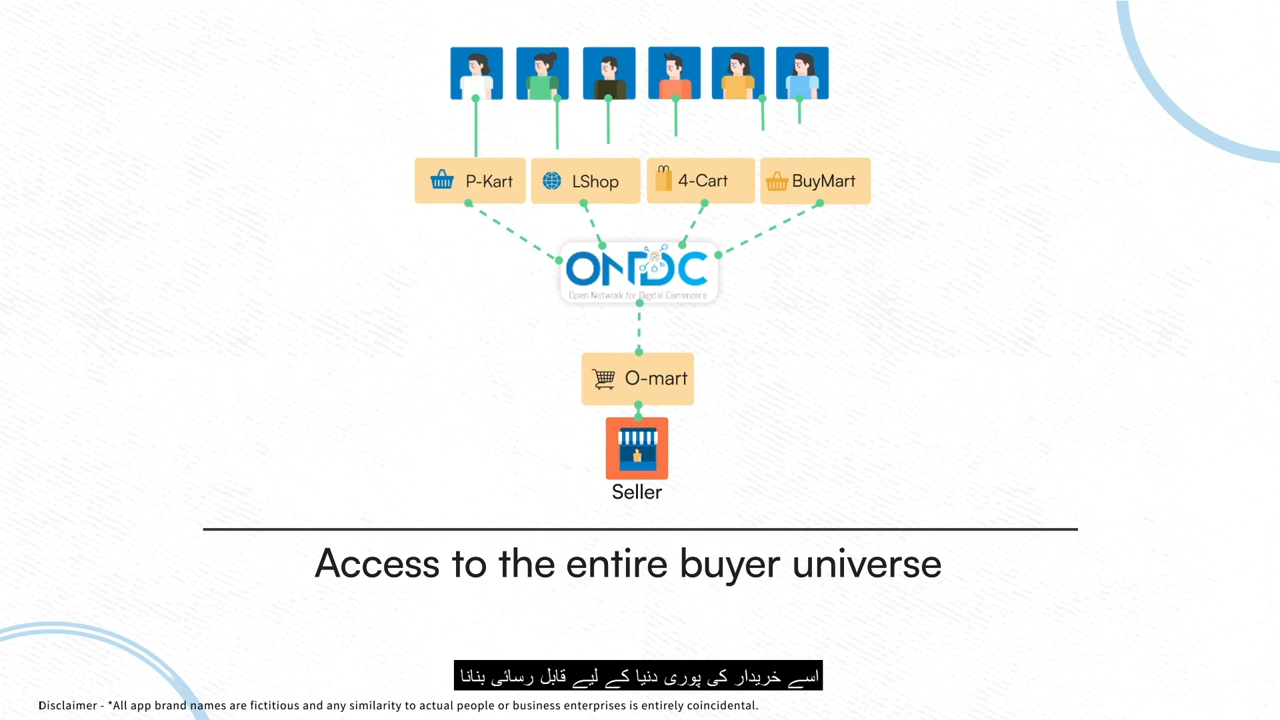 P-Kart
LShop
4-Cart
BuyMart
ONDC
Open Network for Digital Commerce
O-mart
Seller
Access to the entire buyer universe
اسے خریدار کی پوری دنیا کے لیے قابل رسائی بنانا
Disclaimer - *All app brand names are fictitious and any similarity to actual people or business enterprises is entirely coincidental.